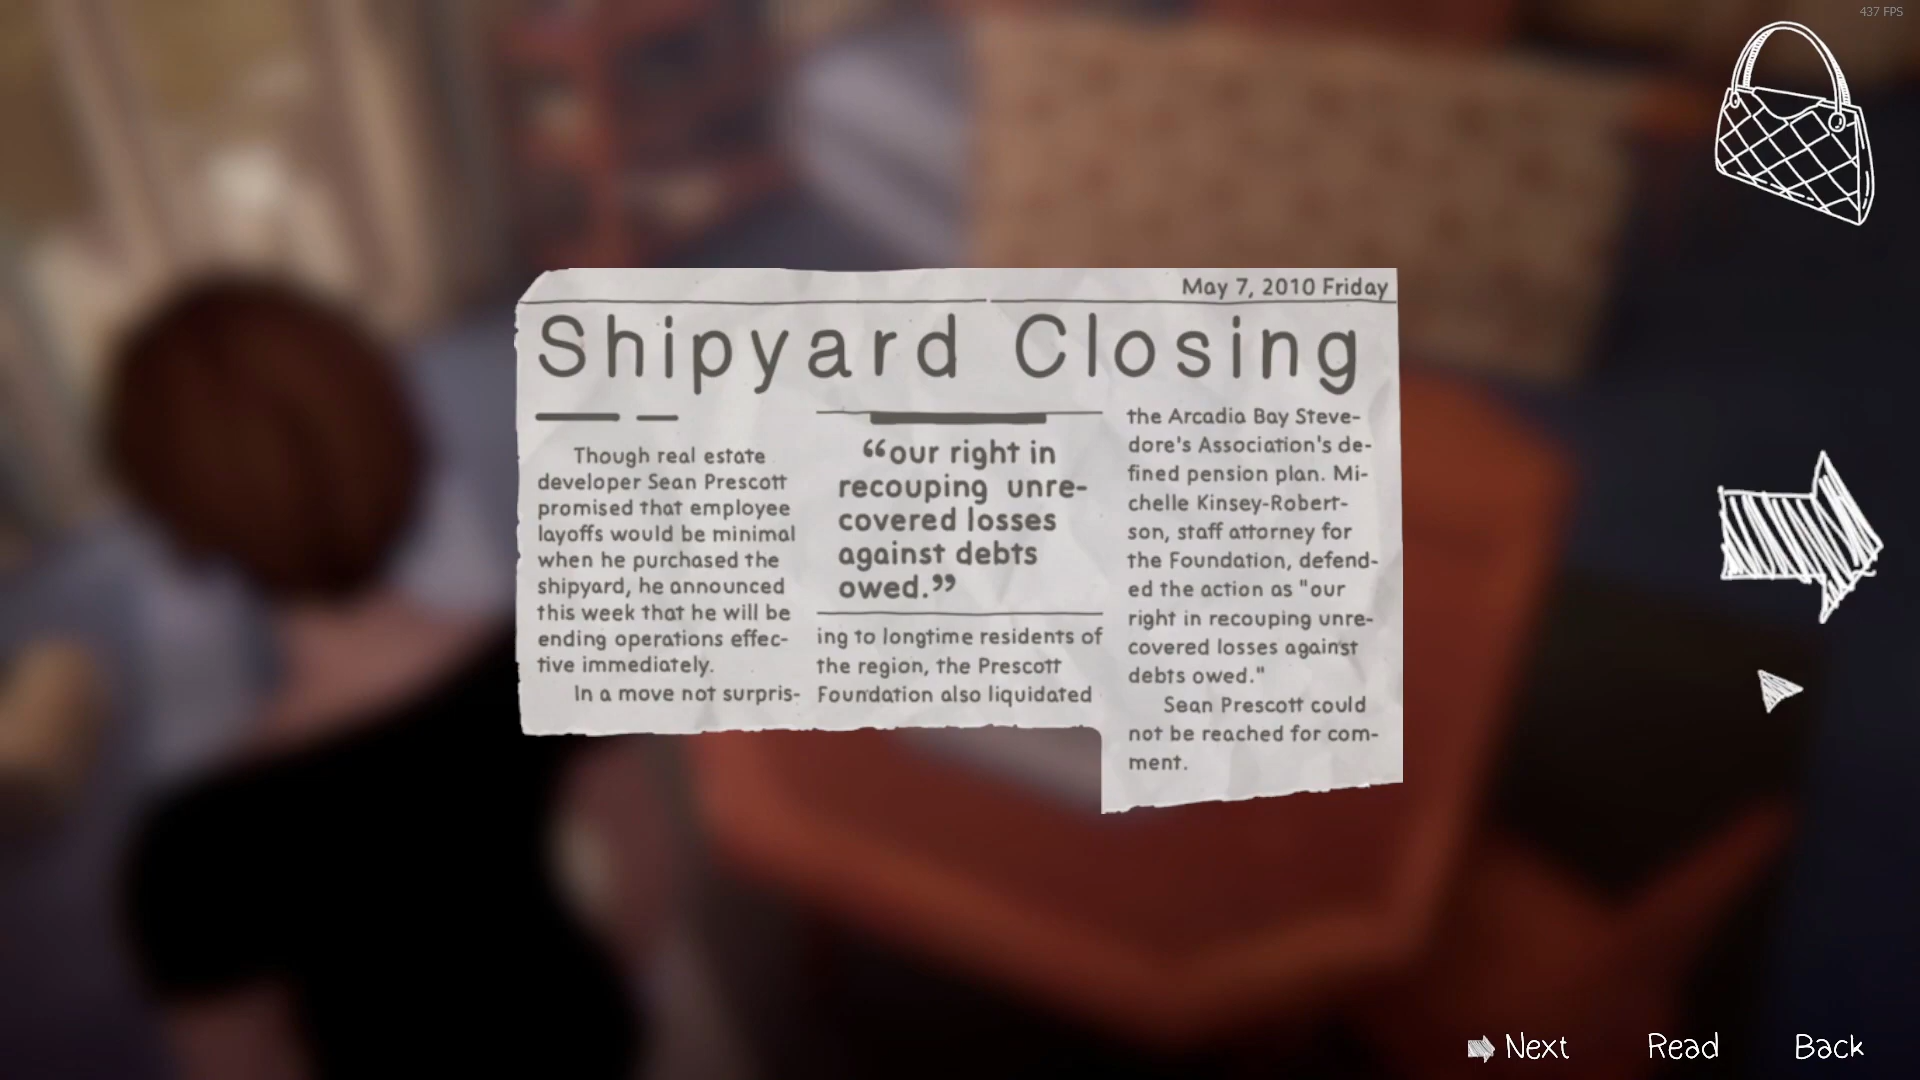 437 FPS
May 7, 2010 Friday
Shipyard Closing
Though real estate
developer Sean Prescott
promised that employee
layoffs would be minimal
when he purchased the
shipyard, he announced
this week that he will be
ending operations effec-
tive immediately.
In a move not surpris-
“our right in
recouping unre-
covered losses
against debts
owed.”
ing to longtime residents of
the region, the Prescott
Foundation also liquidated
the Arcadia Bay Steve-
dore's Association's de-
fined pension plan. Mi-
chelle Kinsey-Robert-
son, staff attorney for
the Foundation, defend-
ed the action as "our
right in recouping unre-
covered losses against
debts owed."
Sean Prescott could
not be reached for com-
ment.
Next Read Back